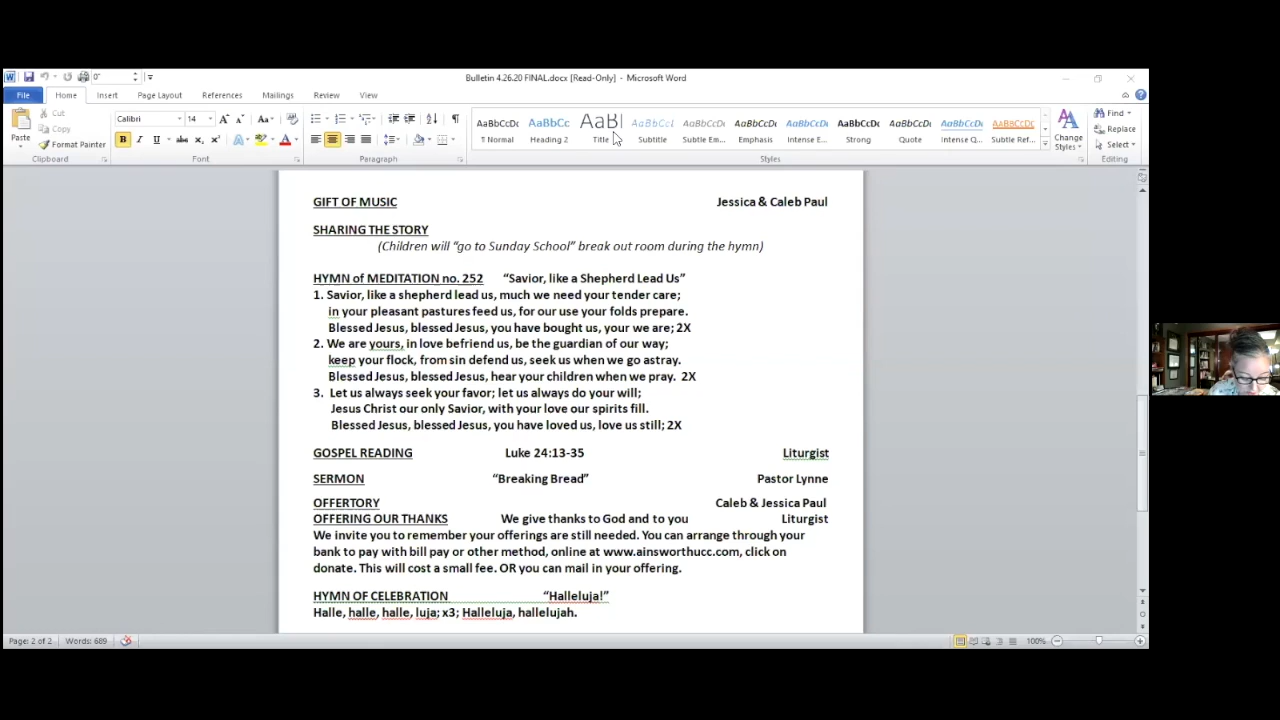 Bulletin 4.26.20 FINAL.docx [Read-Only] - Microsoft Word
File Home Insert Page Layout References Mailings Review View
Cut
Copy
Format Painter
Paste
Clipboard
Calibri 14
Font
Paragraph
AaBbCcDc AaBbCc AaB AaBbCcL AaBbCcDc AaBbCcDc AaBbCcDc AaBbCcDc AaBbCcDc AaBbCcDc AaBbCcDc
¶ Normal Heading 2 Title Subtitle Subtle Em... Emphasis Intense E... Strong Quote Intense Q... Subtle Ref...
Styles
Change Styles
Find
Replace
Select
Editing
GIFT OF MUSIC Jessica & Caleb Paul
SHARING THE STORY
(Children will “go to Sunday School” break out room during the hymn)
HYMN of MEDITATION no. 252 “Savior, like a Shepherd Lead Us”
1. Savior, like a shepherd lead us, much we need your tender care;
in your pleasant pastures feed us, for our use your folds prepare.
Blessed Jesus, blessed Jesus, you have bought us, your we are; 2X
2. We are yours, in love befriend us, be the guardian of our way;
keep your flock, from sin defend us, seek us when we go astray.
Blessed Jesus, blessed Jesus, hear your children when we pray. 2X
3. Let us always seek your favor; let us always do your will;
Jesus Christ our only Savior, with your love our spirits fill.
Blessed Jesus, blessed Jesus, you have loved us, love us still; 2X
GOSPEL READING Luke 24:13-35 Liturgist
SERMON “Breaking Bread” Pastor Lynne
OFFERTORY Caleb & Jessica Paul
OFFERING OUR THANKS We give thanks to God and to you Liturgist
We invite you to remember your offerings are still needed. You can arrange through your
bank to pay with bill pay or other method, online at www.ainsworthucc.com, click on
donate. This will cost a small fee. OR you can mail in your offering.
HYMN OF CELEBRATION “Halleluja!”
Halle, halle, halle, luja; x3; Halleluja, hallelujah.
Page: 2 of 2 Words: 689 100%